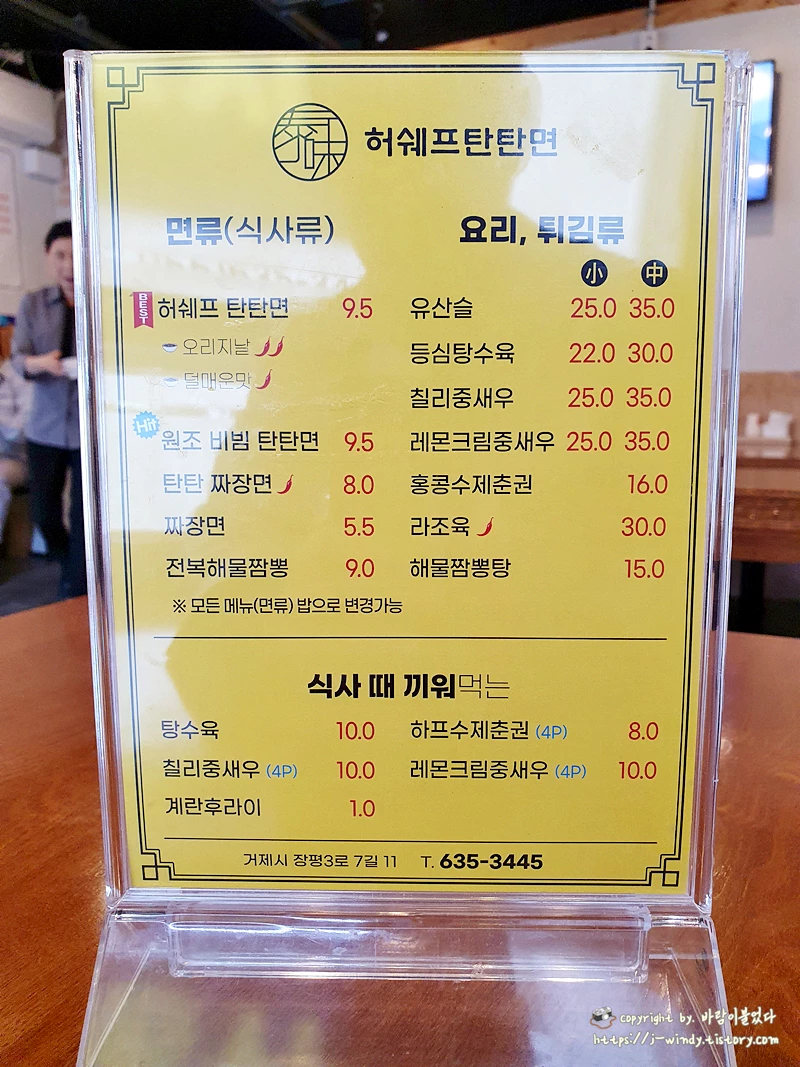 泰味 허쉐프탄탄면
면류(식사류)
BEST 허쉐프 탄탄면 9.5
오리지날
덜매운맛
Hit 원조 비빔 탄탄면 9.5
탄탄 짜장면 8.0
짜장면 5.5
전복해물짬뽕 9.0
※ 모든 메뉴(면류) 밥으로 변경가능
요리, 튀김류
小 中
유산슬 25.0 35.0
등심탕수육 22.0 30.0
칠리중새우 25.0 35.0
레몬크림중새우 25.0 35.0
홍콩수제춘권 16.0
라조육 30.0
해물짬뽕탕 15.0
식사 때 끼워먹는
탕수육 10.0
칠리중새우 (4P) 10.0
계란후라이 1.0
하프수제춘권 (4P) 8.0
레몬크림중새우 (4P) 10.0
거제시 장평3로 7길 11 T. 635-3445
copyright by. 바람이불었다
https://j-windy.tistory.com